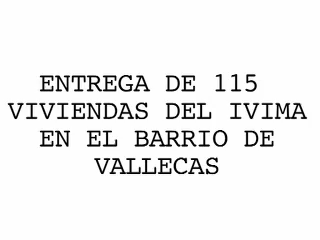 ENTREGA DE 115
VIVIENDAS DEL IVIMA
EN EL BARRIO DE
VALLECAS